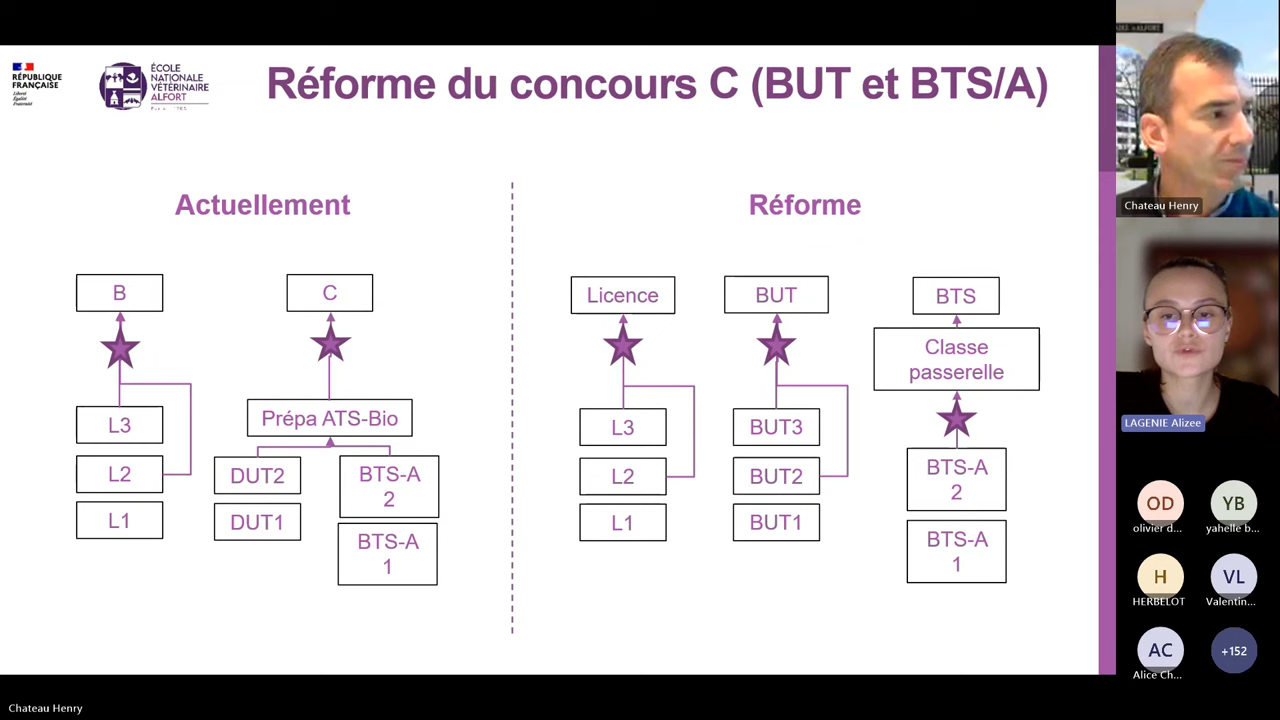 RÉPUBLIQUE
FRANÇAISE
Liberté
Égalité
Fraternité
ÉCOLE
NATIONALE
VÉTÉRINAIRE
ALFORT
Réforme du concours C (BUT et BTS/A)
Actuellement
Réforme
B
C
L3
L2
L1
Prépa ATS-Bio
DUT2
DUT1
BTS-A
2
BTS-A
1
Licence
BUT
BTS
Classe
passerelle
L3
L2
L1
BUT3
BUT2
BUT1
BTS-A
2
BTS-A
1
Chateau Henry
LAGENIE Alizee
OD
olivier d...
YB
yahelle b...
H
HERBELOT
VL
Valentin...
AC
Alice Ch...
+152
Chateau Henry